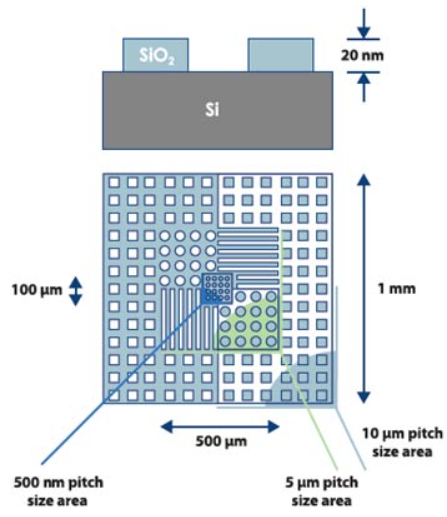 SiO₂
20 nm
Si
100 µm
1 mm
500 µm
10 µm pitch
size area
500 nm pitch
size area
5 µm pitch
size area